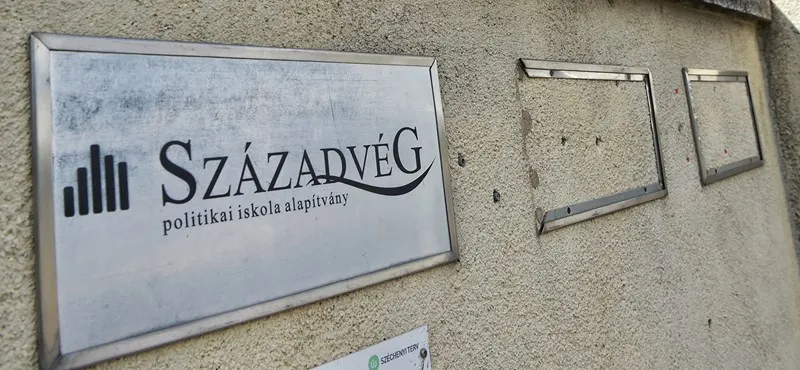 SZÁZADVÉG
politikai iskola alapítvány
SZÉCHENYI TERV